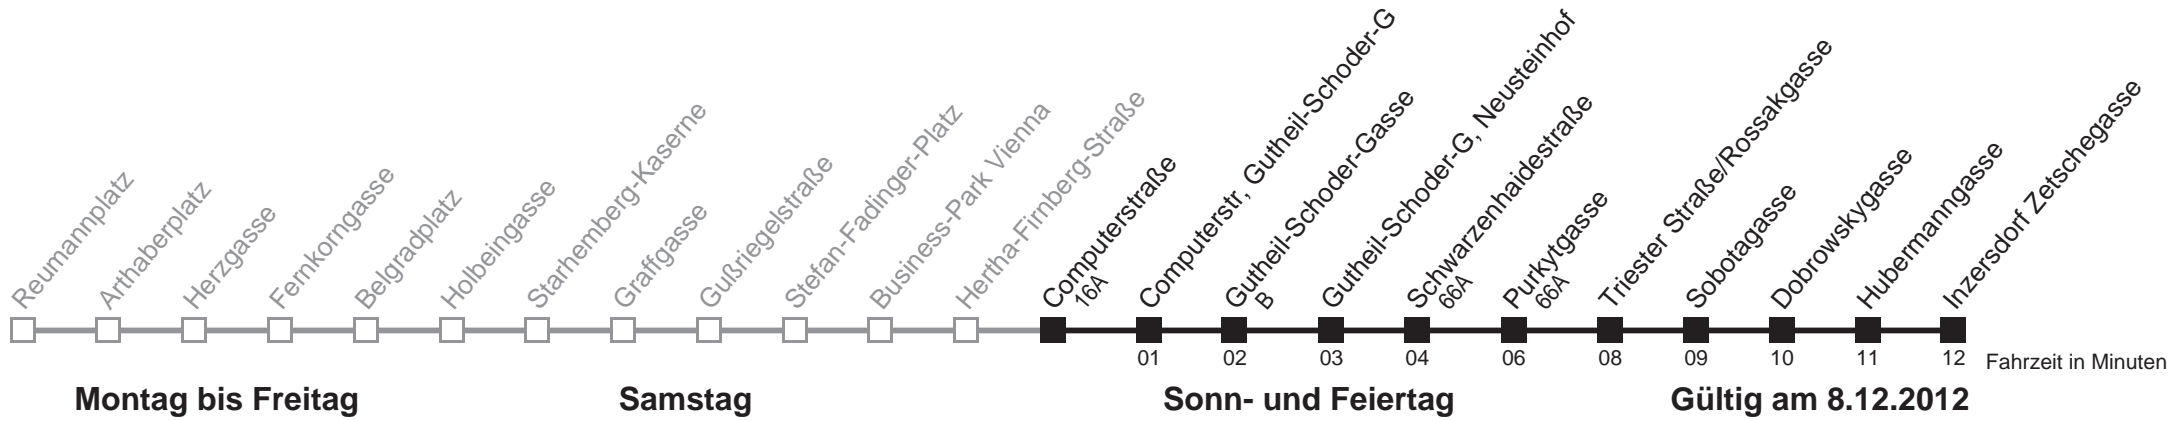 Reumannplatz
Arthaberplatz
Herzgasse
Fernkorngasse
Belgradplatz
Holbeingasse
Starhemberg-Kaserne
Graffgasse
Gußriegelstraße
Stefan-Fadinger-Platz
Business-Park Vienna
Hertha-Firnberg-Straße
Computerstraße
16A
Computerstr, Gutheil-Schoder-G
Gutheil-Schoder-Gasse
B
Gutheil-Schoder-G, Neusteinhof
Schwarzenhaidestraße
66A
Purkytgasse
66A
Triester Straße/Rossakgasse
Sobotagasse
Dobrowskygasse
Hubermanngasse
Inzersdorf Zetschegasse
01 02 03 04 06 08 09 10 11 12 Fahrzeit in Minuten
Montag bis Freitag Samstag Sonn- und Feiertag Gültig am 8.12.2012